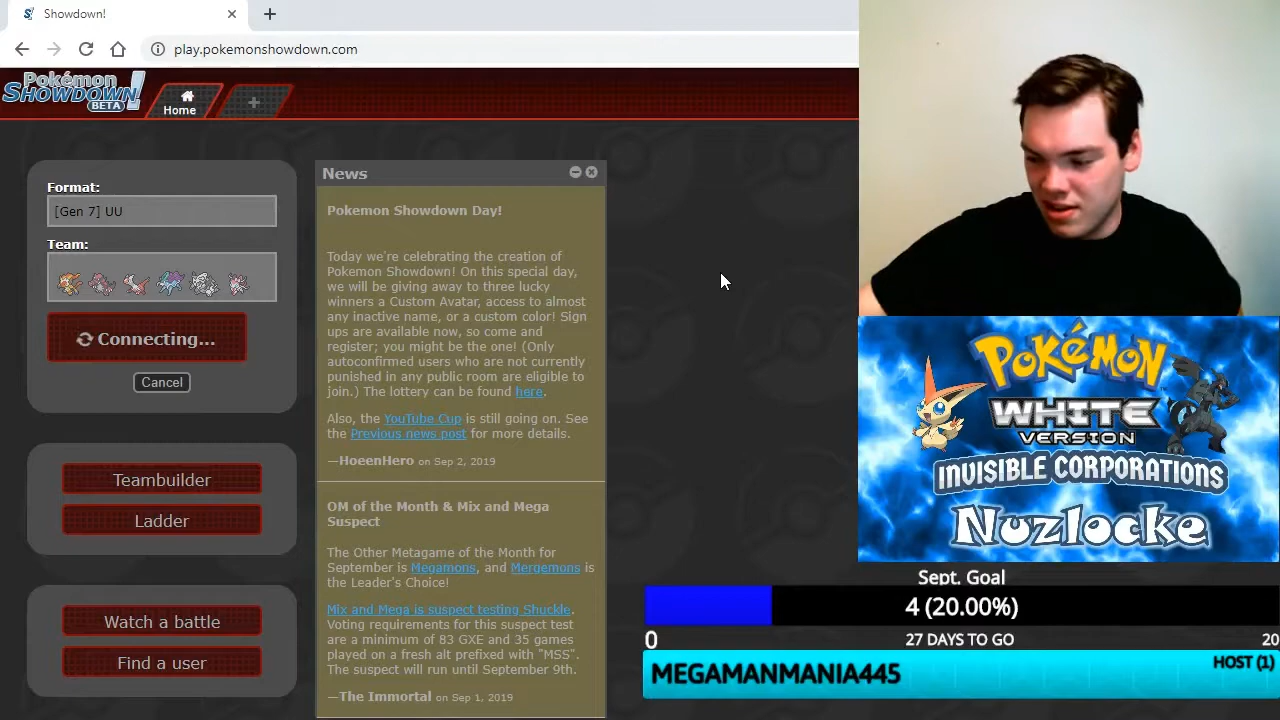 Showdown!
play.pokemonshowdown.com
Pokémon
SHOWDOWN!
BETA
Home
Format:
[Gen 7] UU
Team:
Connecting...
Cancel
Teambuilder
Ladder
Watch a battle
Find a user
News
Pokemon Showdown Day!
Today we're celebrating the creation of
Pokemon Showdown! On this special day,
we will be giving away to three lucky
winners a Custom Avatar, access to almost
any inactive name, or a custom color! Sign
ups are available now, so come and
register; you might be the one! (Only
autoconfirmed users who are not currently
punished in any public room are eligible to
join.) The lottery can be found here.
Also, the YouTube Cup is still going on. See
the Previous news post for more details.
—HoeenHero on Sep 2, 2019
OM of the Month & Mix and Mega
Suspect
The Other Metagame of the Month for
September is Megamons, and Mergemons is
the Leader's Choice!
Mix and Mega is suspect testing Shuckle.
Voting requirements for this suspect test
are a minimum of 83 GXE and 35 games
played on a fresh alt prefixed with "MSS".
The suspect will run until September 9th.
—The Immortal on Sep 1, 2019
POKéMON
WHITE
VERSION
INVISIBLE CORPORATIONS
Nuzlocke
Sept. Goal
4 (20.00%)
0
27 DAYS TO GO
20
MEGAMANMANIA445
HOST (1)